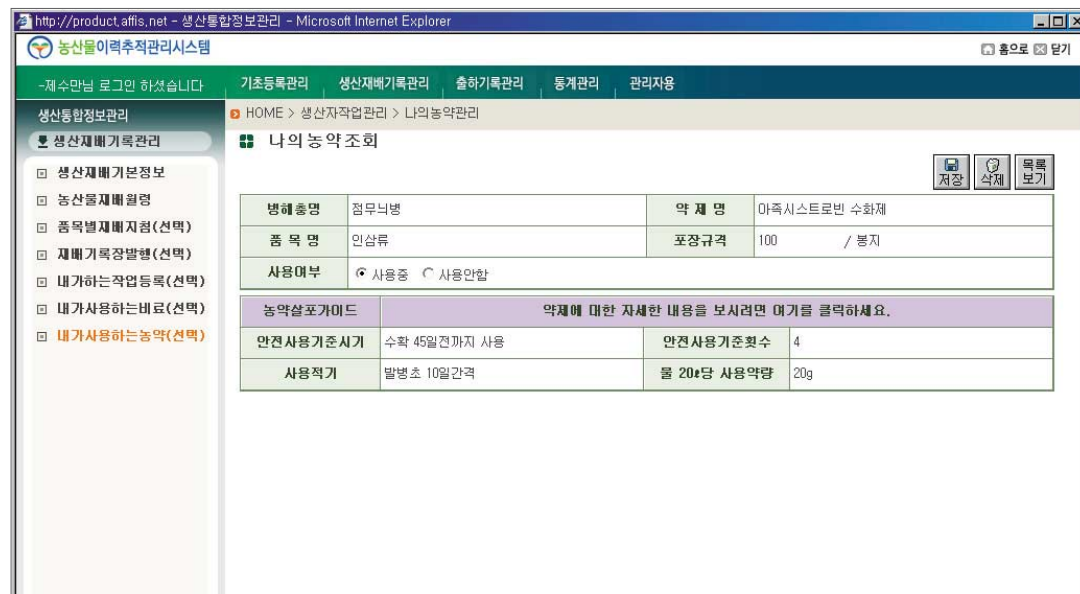 http://product.affis.net - 생산통합정보관리 - Microsoft Internet Explorer
농산물이력추적관리시스템
홈으로 닫기
-제수만님 로그인 하셨습니다
기초등록관리 생산재배기록관리 출하기록관리 통계관리 관리자용
생산통합정보관리
HOME > 생산자작업관리 > 나의농약관리
생산재배기록관리
나의농약조회
저장 삭제 목록보기
생산재배기본정보
농산물재배월령
품목별재배지침(선택)
재배기록장발행(선택)
내가하는작업등록(선택)
내가사용하는비료(선택)
내가사용하는농약(선택)
병해충명 점무늬병 약 제 명 아족시스트로빈 수화제
품 목 명 인삼류 포장규격 100 / 봉지
사용여부 사용중 사용안함
농약살포가이드 약제에 대한 자세한 내용을 보시려면 여기를 클릭하세요.
안전사용기준시기 수확 45일전까지 사용 안전사용기준횟수 4
사용적기 발병초 10일간격 물 20ℓ당 사용약량 20g